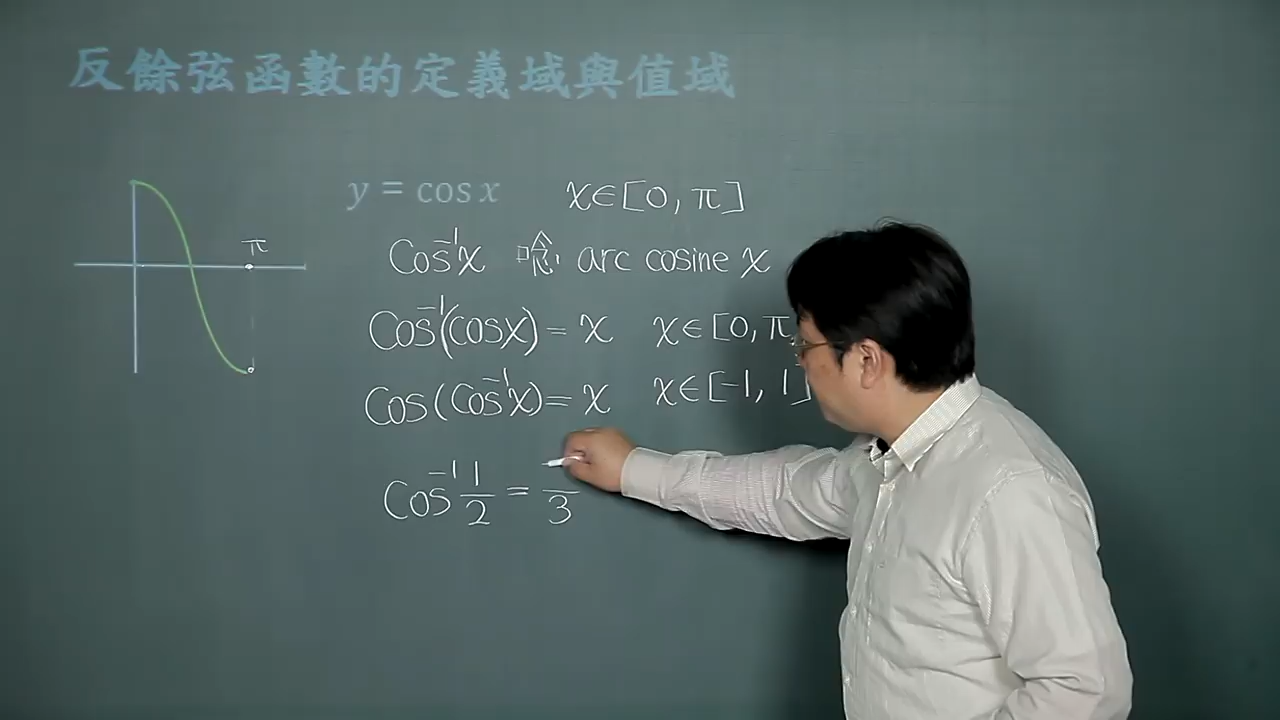 反餘弦函數的定義域與值域
π
y = cos x x∈[0, π]
Cos⁻¹x 唸 arc cosine x
Cos⁻¹(cosx) = x x∈[0, π
Cos(Cos⁻¹x) = x x∈[-1, 1]
Cos⁻¹ 1/2 = /3